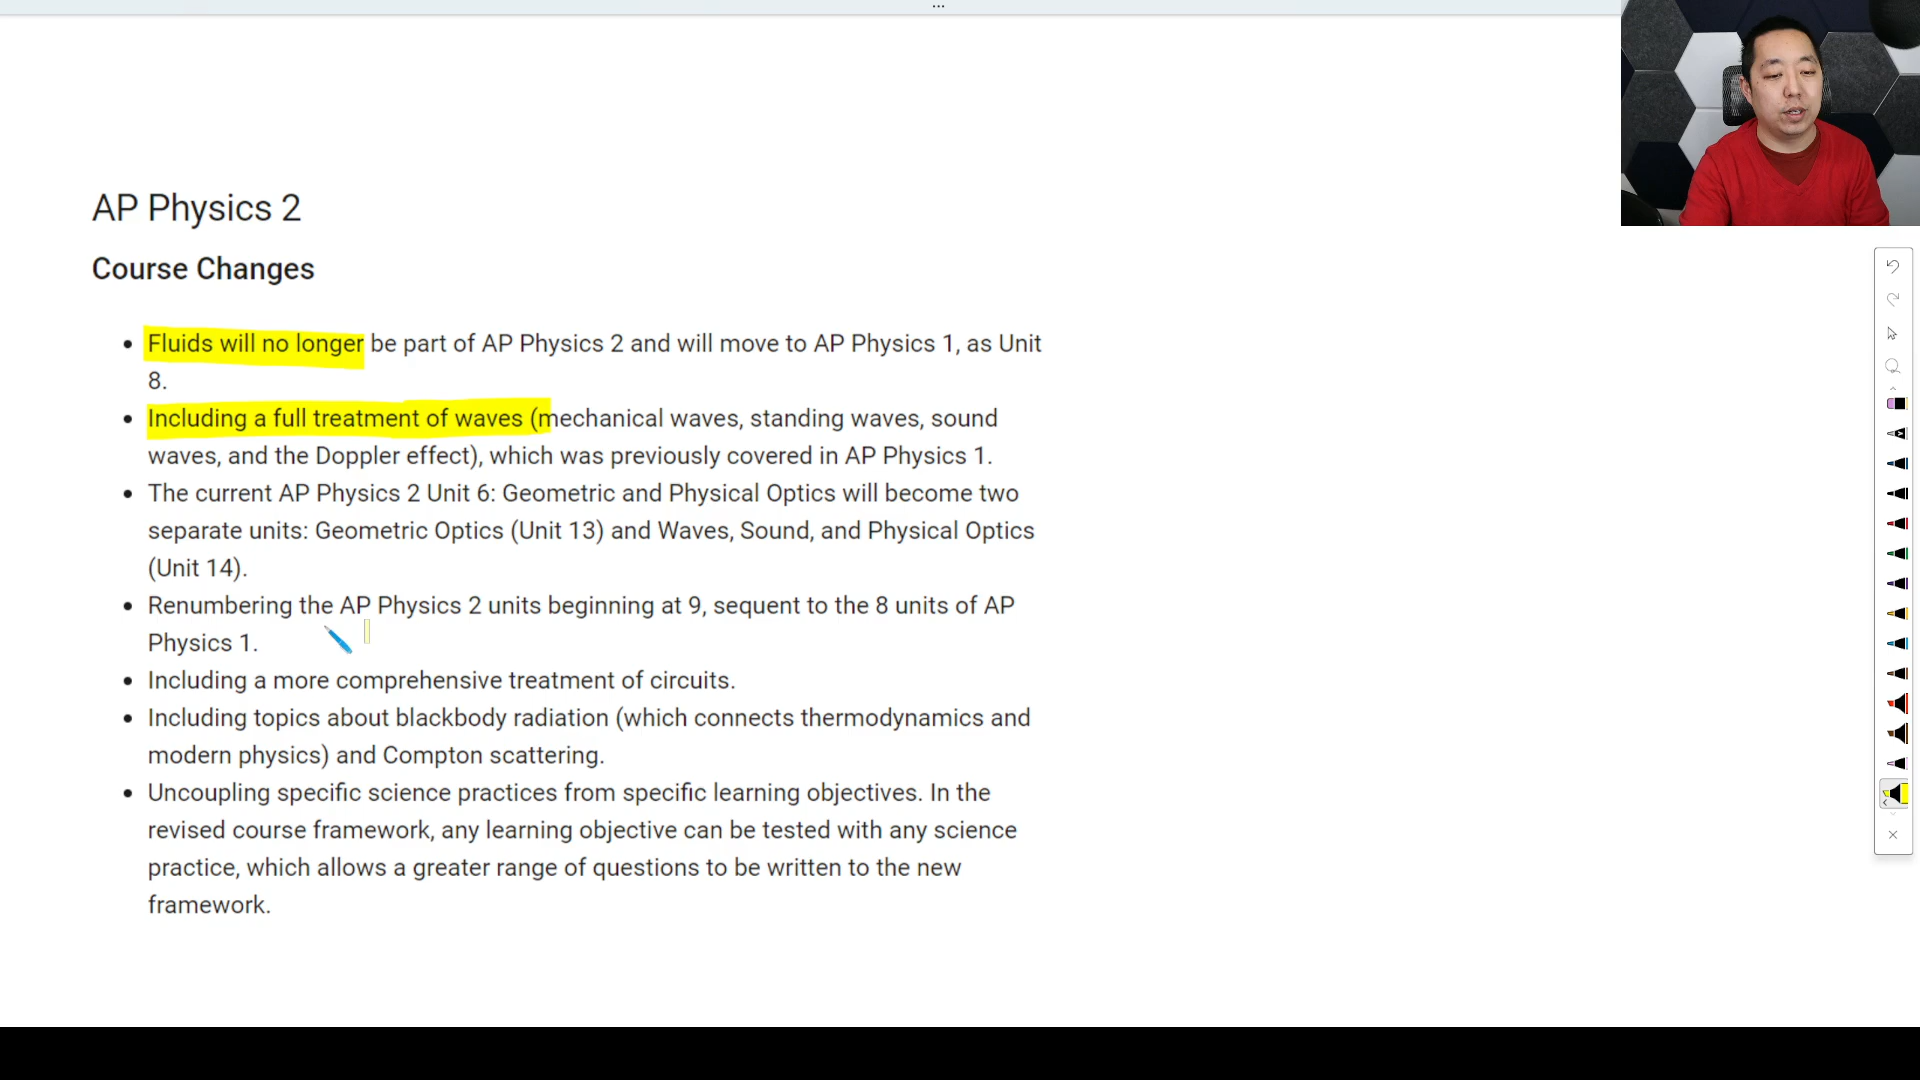 ...
AP Physics 2
Course Changes
• Fluids will no longer be part of AP Physics 2 and will move to AP Physics 1, as Unit
8.
• Including a full treatment of waves (mechanical waves, standing waves, sound
waves, and the Doppler effect), which was previously covered in AP Physics 1.
• The current AP Physics 2 Unit 6: Geometric and Physical Optics will become two
separate units: Geometric Optics (Unit 13) and Waves, Sound, and Physical Optics
(Unit 14).
• Renumbering the AP Physics 2 units beginning at 9, sequent to the 8 units of AP
Physics 1.
• Including a more comprehensive treatment of circuits.
• Including topics about blackbody radiation (which connects thermodynamics and
modern physics) and Compton scattering.
• Uncoupling specific science practices from specific learning objectives. In the
revised course framework, any learning objective can be tested with any science
practice, which allows a greater range of questions to be written to the new
framework.